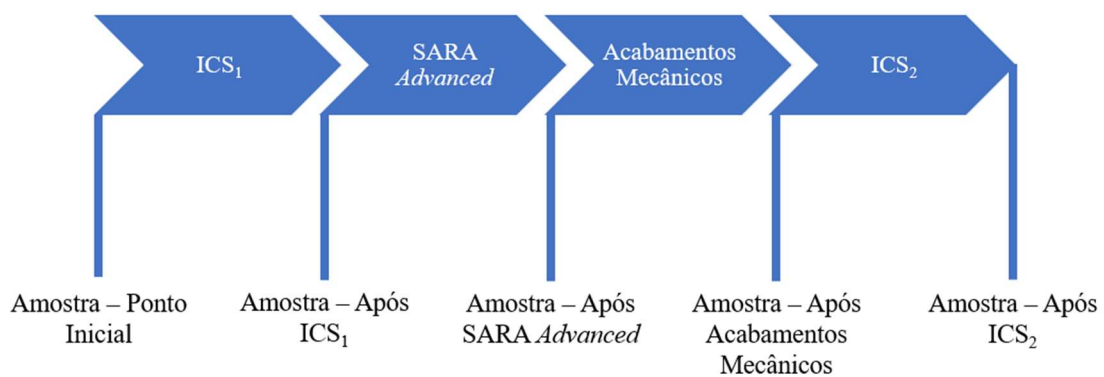 ICS₁
SARA
Advanced
Acabamentos
Mecânicos
ICS₂
Amostra – Ponto
Inicial
Amostra – Após
ICS₁
Amostra – Após
SARA Advanced
Amostra – Após
Acabamentos
Mecânicos
Amostra – Após
ICS₂